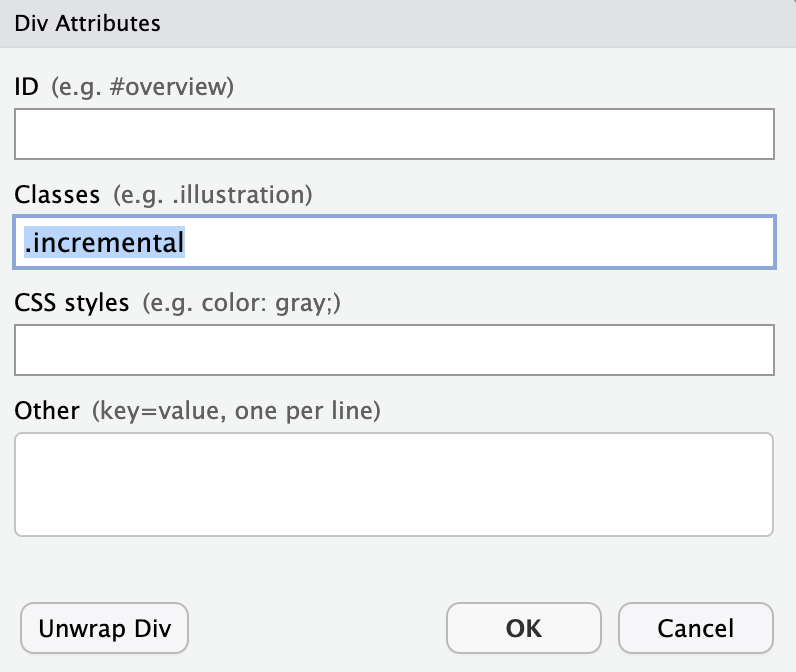 Div Attributes
ID (e.g. #overview)
Classes (e.g. .illustration)
.incremental
CSS styles (e.g. color: gray;)
Other (key=value, one per line)
Unwrap Div OK Cancel